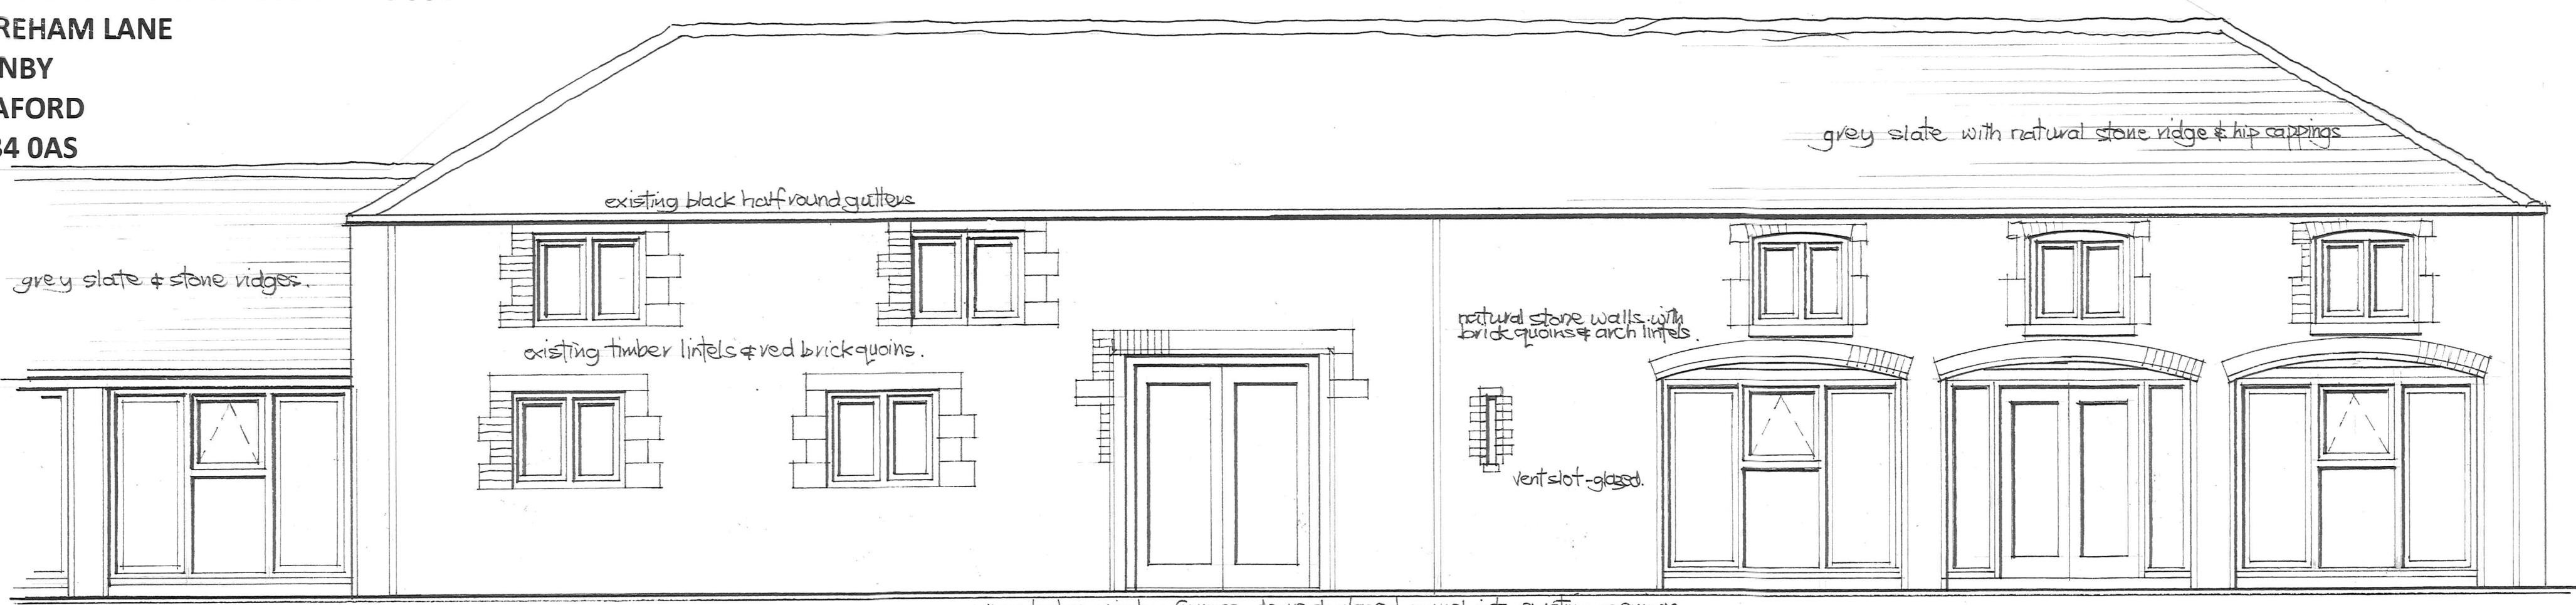 REHAM LANE
NBY
AFORD
34 0AS
grey slate with natural stone ridge & hip cappings
existing black half round gutters
grey slate & stone ridges.
existing timber lintels & red brick quoins.
natural stone walls with
brick quoins & arch lintels.
vent slot - glazed.